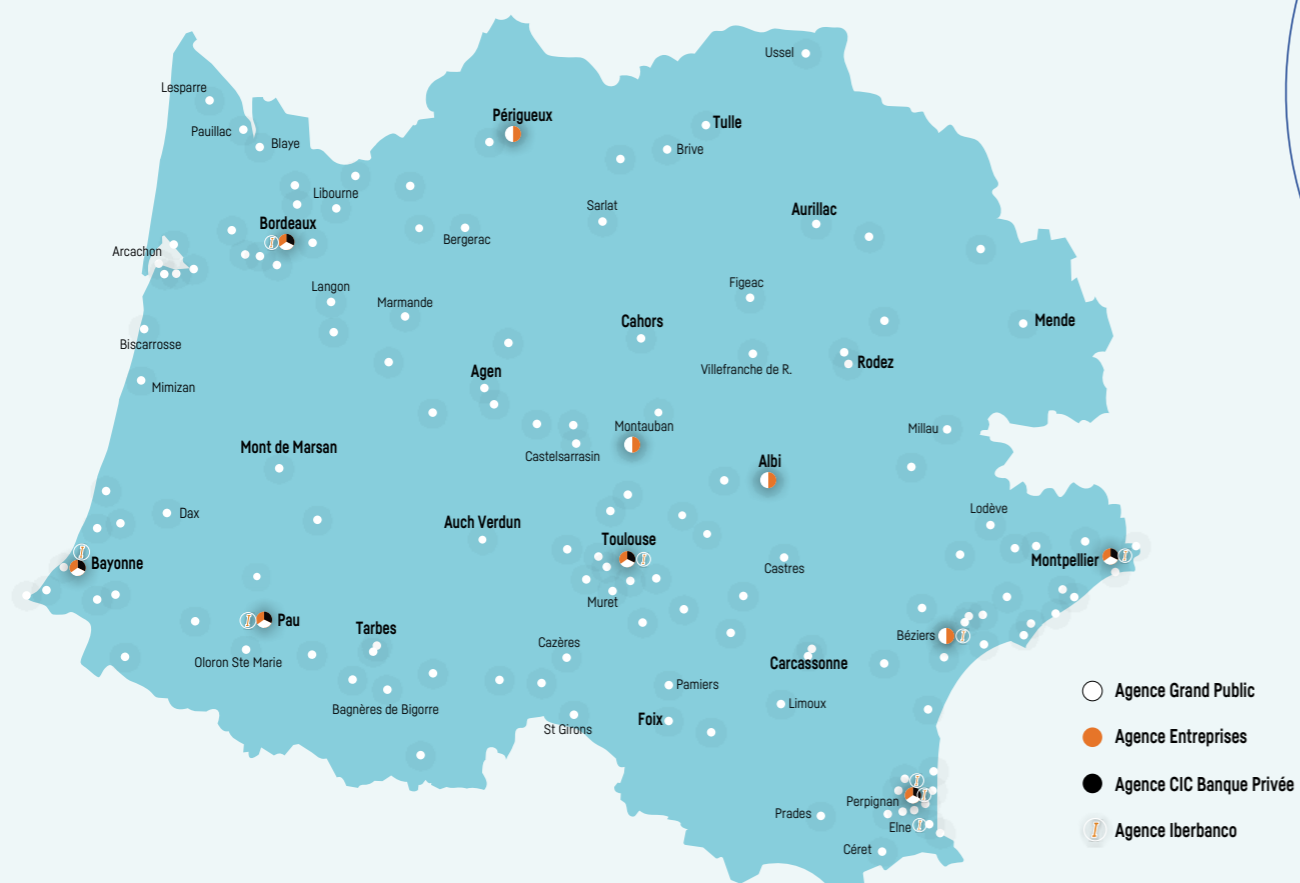 Ussel
Lesparre
Périgueux
Tulle
Pauillac
Blaye
Brive
Libourne
Sarlat
Aurillac
Bordeaux
Bergerac
Arcachon
Langon
Figeac
Marmande
Cahors
Mende
Biscarrosse
Agen
Villefranche de R.
Rodez
Mimizan
Montauban
Millau
Mont de Marsan
Castelsarrasin
Albi
Dax
Auch Verdun
Lodève
Toulouse
Bayonne
Castres
Montpellier
Muret
Pau
Tarbes
Béziers
Oloron Ste Marie
Cazères
Carcassonne
Pamiers
Bagnères de Bigorre
Limoux
St Girons
Foix
Perpignan
Prades
Elne
Céret
Agence Grand Public
Agence Entreprises
Agence CIC Banque Privée
I Agence Iberbanco